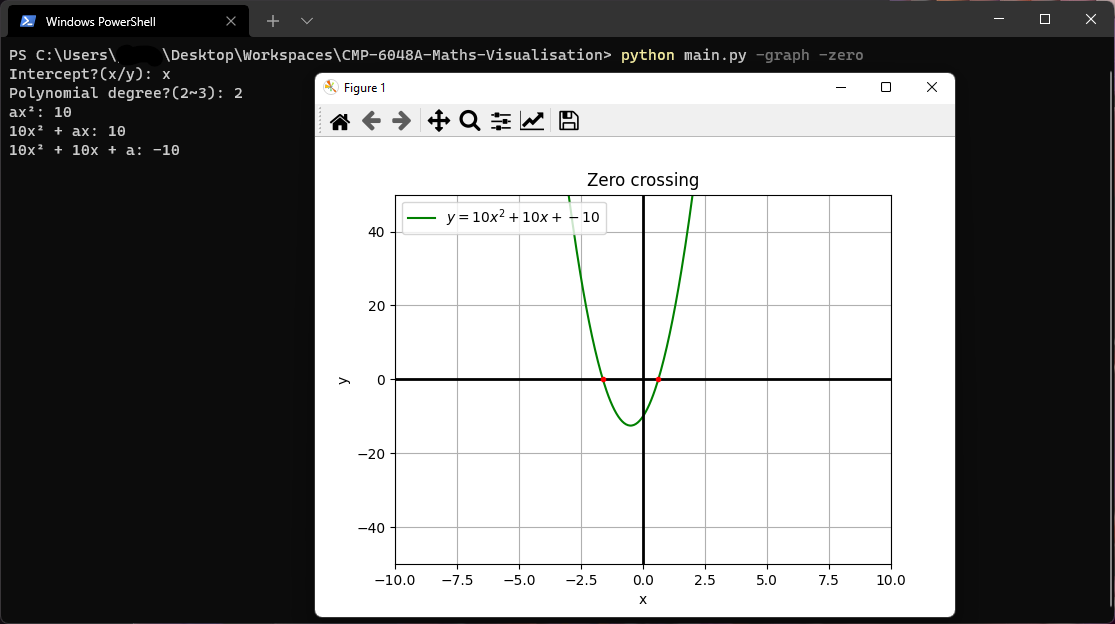 Windows PowerShell
PS C:\Users\ \Desktop\Workspaces\CMP-6048A-Maths-Visualisation> python main.py -graph -zero
Intercept?(x/y): x
Polynomial degree?(2~3): 2
ax²: 10
10x² + ax: 10
10x² + 10x + a: -10
Figure 1
Zero crossing
y = 10x² + 10x + −10
40
20
0
−20
−40
y
−10.0 −7.5 −5.0 −2.5 0.0 2.5 5.0 7.5 10.0
x